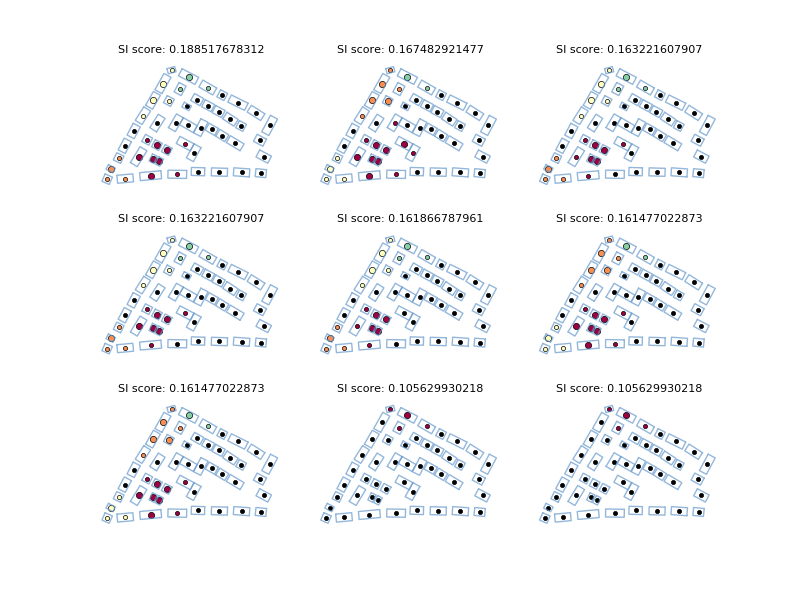 SI score: 0.188517678312
SI score: 0.167482921477
SI score: 0.163221607907
SI score: 0.163221607907
SI score: 0.161866787961
SI score: 0.161477022873
SI score: 0.161477022873
SI score: 0.105629930218
SI score: 0.105629930218